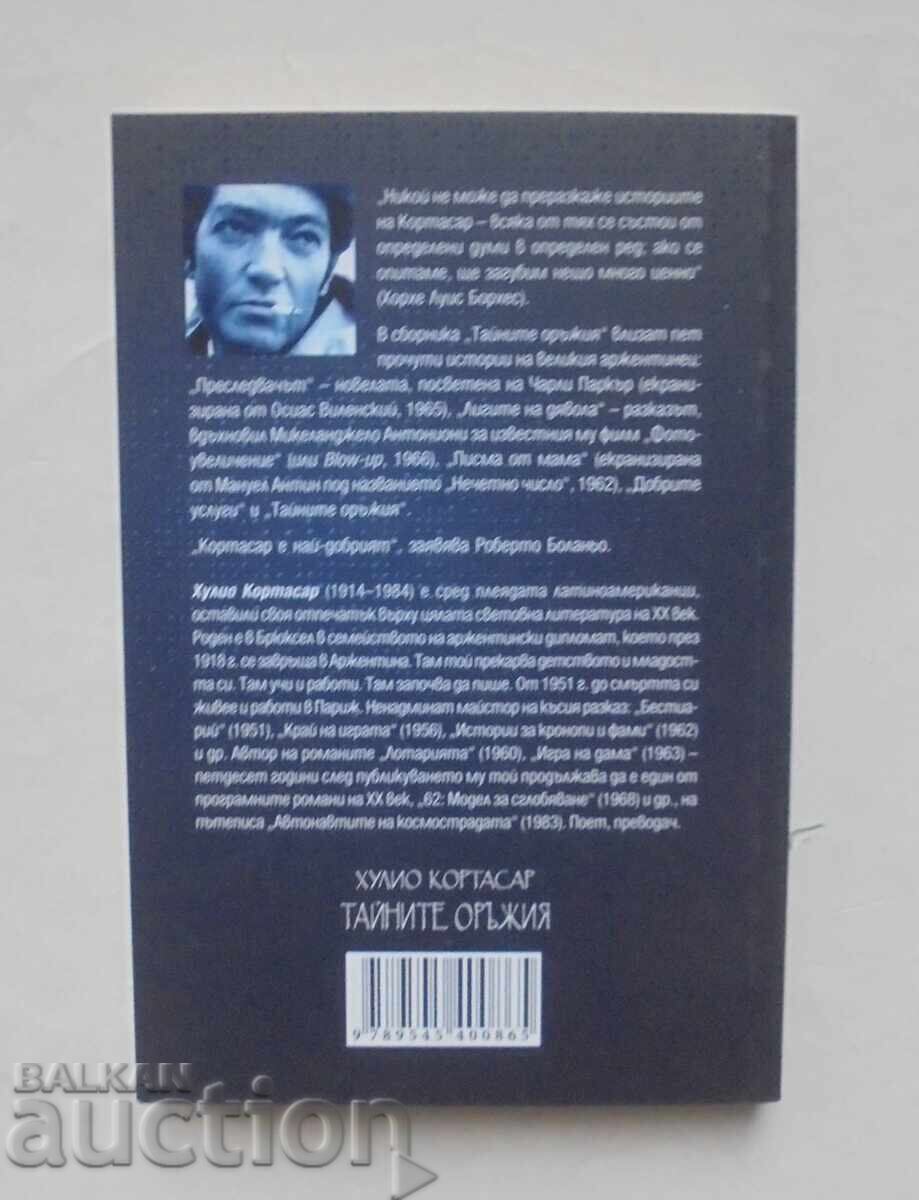 „Никой не може да преразкаже историите
на Кортасар – всяка от тях се състои от
определени думи в определен ред; ако се
опитаме, ще загубим нещо много ценно“
(Хорхе Луис Борхес).
В сборника „Тайните оръжия“ влизат пет
прочути истории на великия аржентинец:
„Преследвачът“ – новелата, посветена на Чарли Паркър (екрани-
зирана от Осиас Виленский, 1965), „Лигите на дявола“ – разказът,
вдъхновил Микеланджело Антониони за известния му филм „Фото-
увеличение“ (или Blow-up, 1966), „Писма от мама“ (екранизирана
от Мануел Антин под названието „Нечетно число“, 1962), „Добрите
услуги“ и „Тайните оръжия“.
„Кортасар е най-добрият“, заявява Роберто Боланьо.
Хулио Кортасар (1914–1984) е сред плеядата латиноамериканци,
оставили своя отпечатък върху цялата световна литература на XX век.
Роден е в Брюксел в семейството на аржентински дипломат, което през
1918 г. се завръща в Аржентина. Там той прекарва детството и младост-
та си. Там учи и работи. Там започва да пише. От 1951 г. до смъртта си
живее и работи в Париж. Ненадминат майстор на късия разказ: „Бестиа-
рий“ (1951), „Край на играта“ (1956), „Истории за кронопи и фами“ (1962)
и др. Автор на романите „Лотарията“ (1960), „Игра на дама“ (1963) –
петдесет години след публикуването му той продължава да е един от
програмните романи на XX век, „62: Модел за сглобяване“ (1968) и др., на
пътеписа „Автонавтите на космострадата“ (1983). Поет, преводач.
ХУЛИО КОРТАСАР
ТАЙНИТЕ ОРЪЖИЯ
9 789545 400865
BALKAN
auction